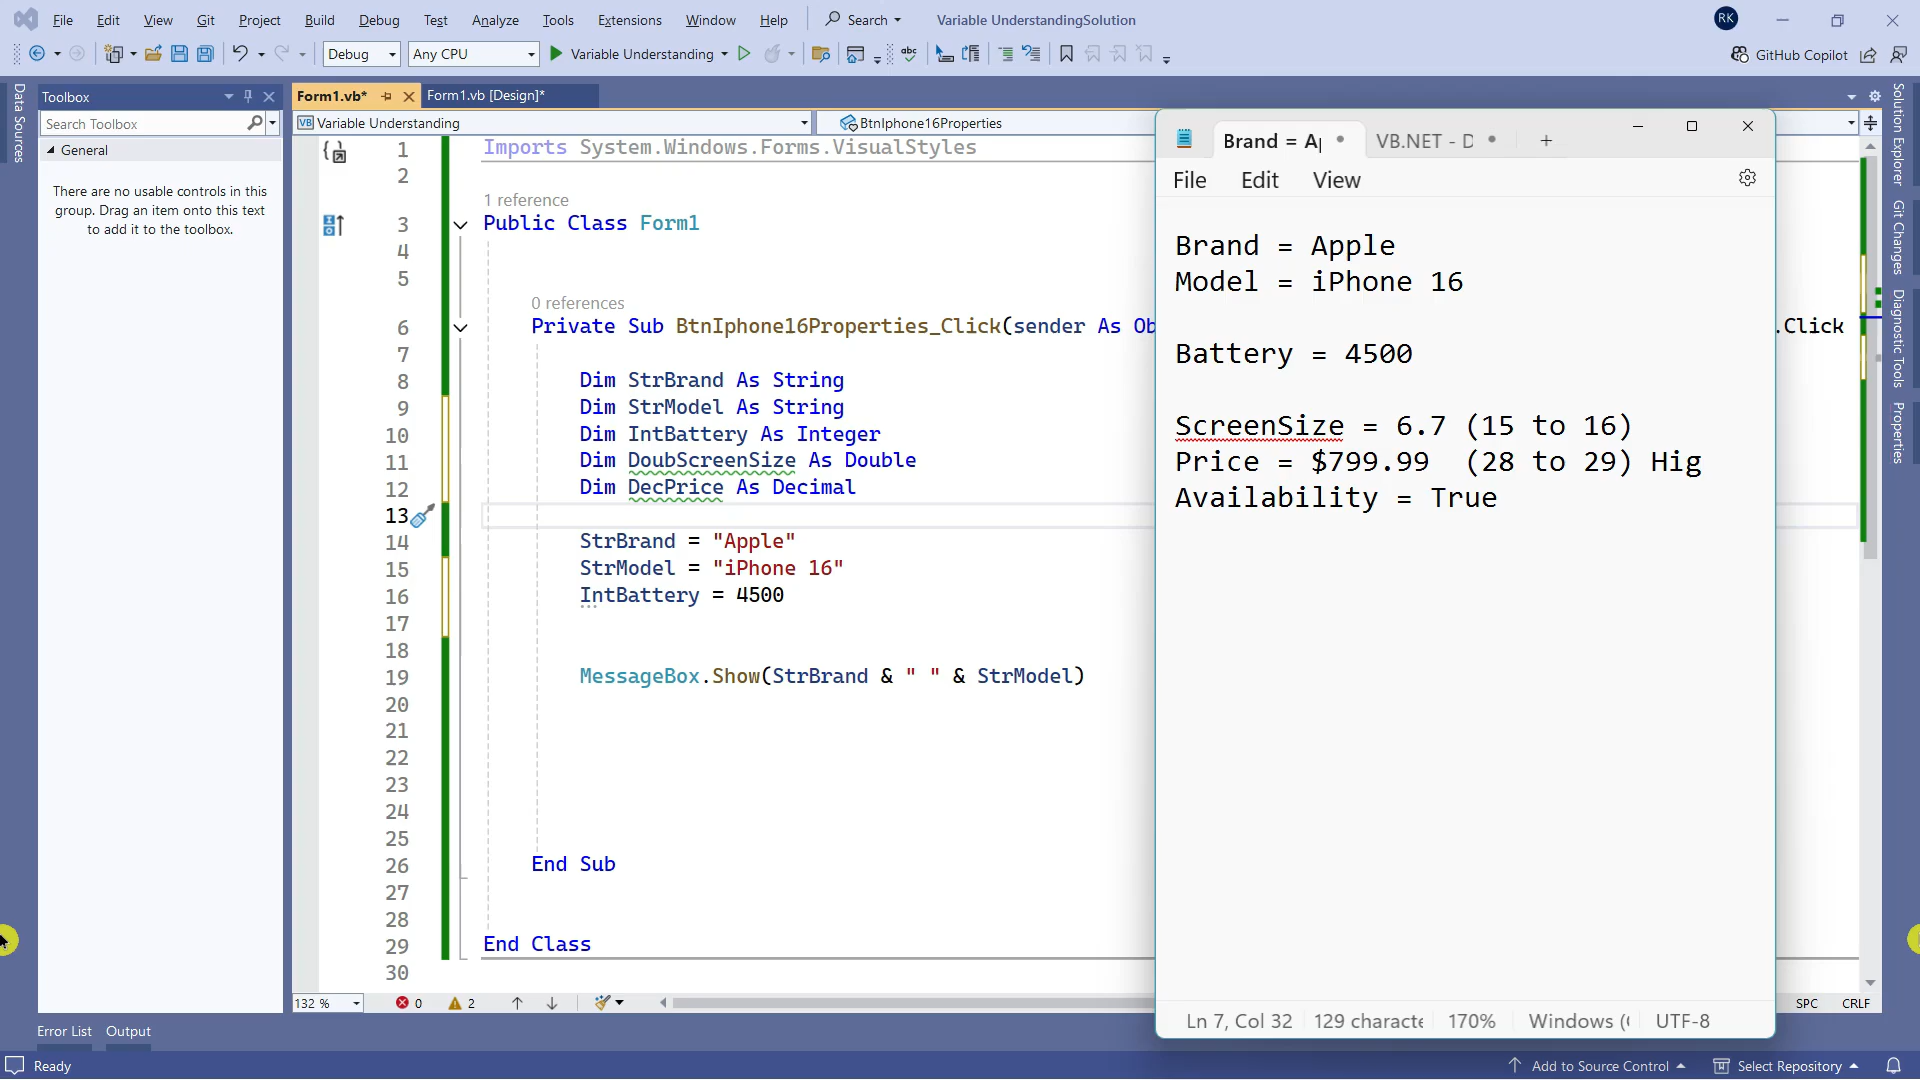 File Edit View Git Project Build Debug Test Analyze Tools Extensions Window Help Search Variable UnderstandingSolution RK
Debug Any CPU Variable Understanding abc GitHub Copilot
Data Sources
Toolbox
Search Toolbox
General
There are no usable controls in this
group. Drag an item onto this text
to add it to the toolbox.
Form1.vb* Form1.vb [Design]*
VB Variable Understanding BtnIphone16Properties
1 Imports System.Windows.Forms.VisualStyles
2
1 reference
3 Public Class Form1
4
5
0 references
6 Private Sub BtnIphone16Properties_Click(sender As Ob .Click
7
8 Dim StrBrand As String
9 Dim StrModel As String
10 Dim IntBattery As Integer
11 Dim DoubScreenSize As Double
12 Dim DecPrice As Decimal
13
14 StrBrand = "Apple"
15 StrModel = "iPhone 16"
16 IntBattery = 4500
17
18
19 MessageBox.Show(StrBrand & " " & StrModel)
20
21
22
23
24
25
26 End Sub
27
28
29 End Class
30
132 % 0 2 SPC CRLF
Brand = Ap VB.NET - D
File Edit View
Brand = Apple
Model = iPhone 16
Battery = 4500
ScreenSize = 6.7 (15 to 16)
Price = $799.99 (28 to 29) Hig
Availability = True
Ln 7, Col 32 129 characte 170% Windows ( UTF-8
Solution Explorer
Git Changes
Diagnostic Tools
Properties
Error List Output
Ready Add to Source Control Select Repository